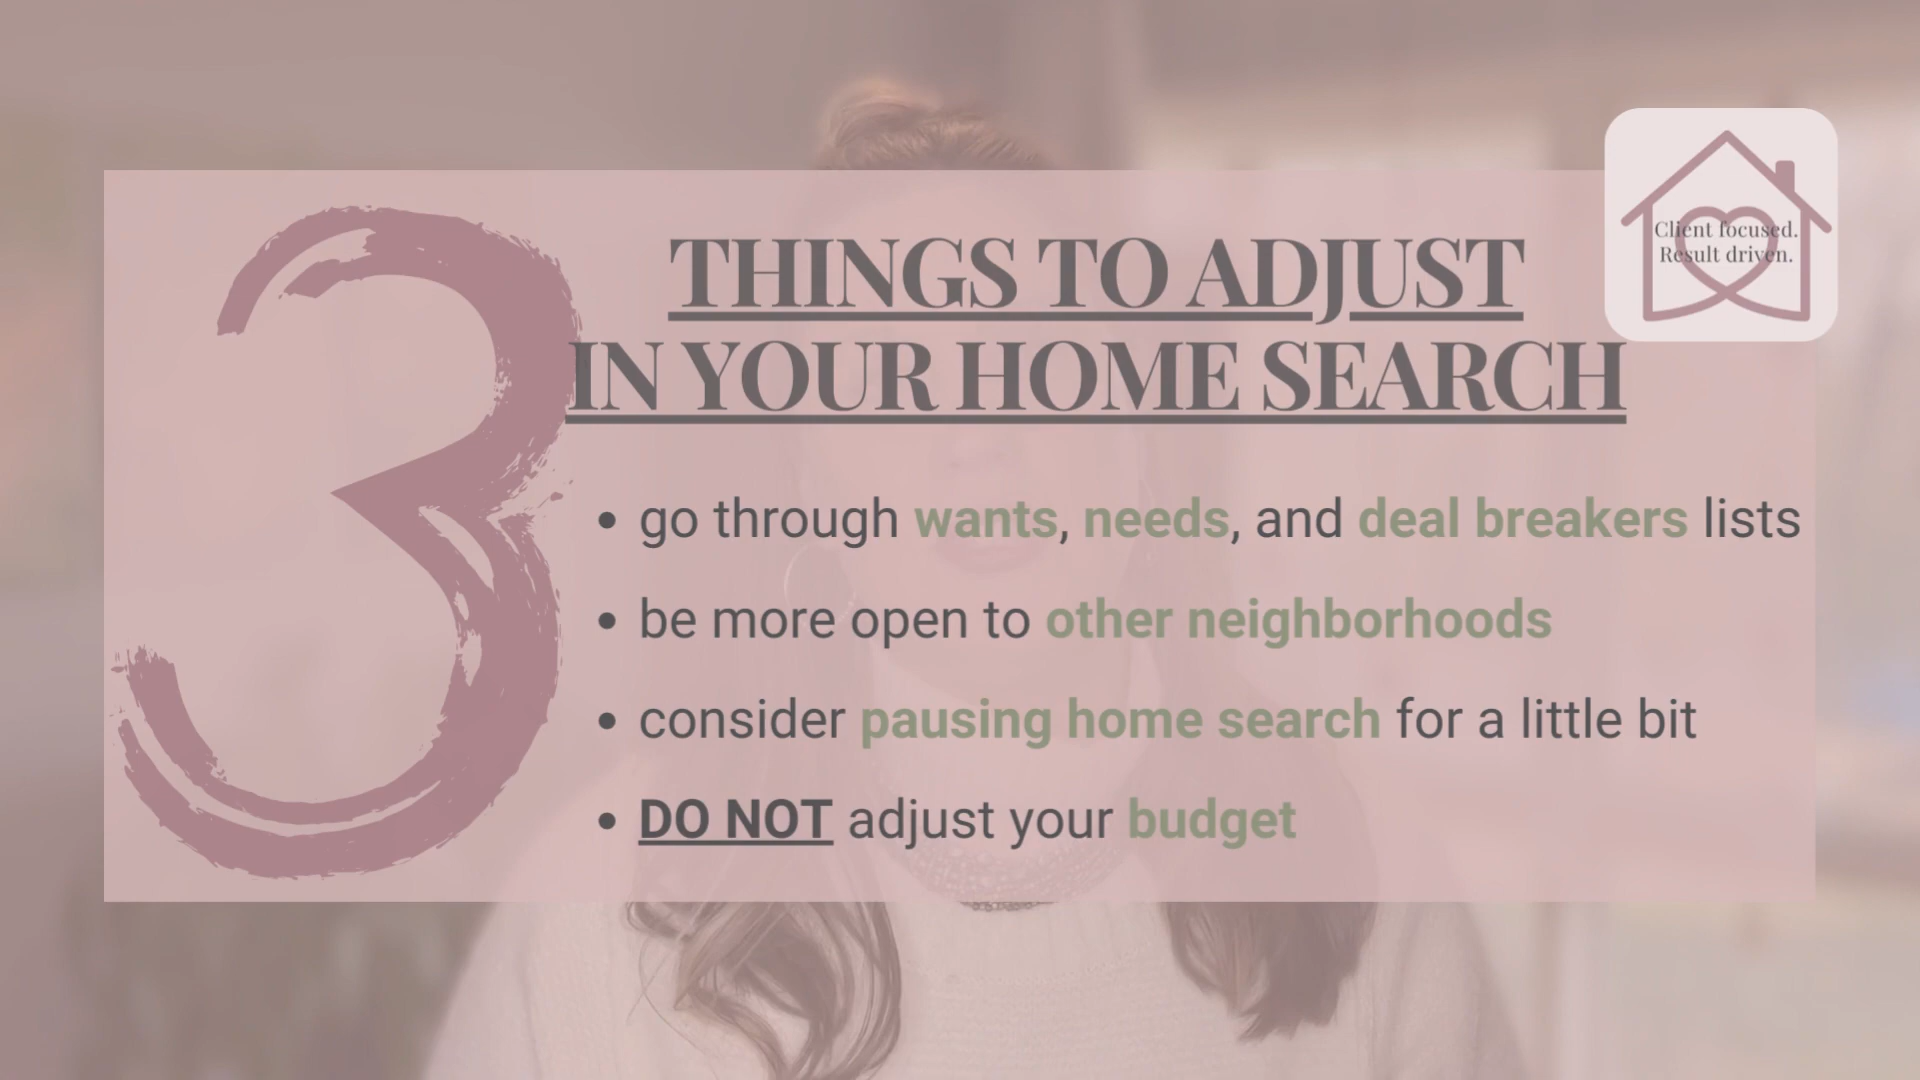 3
THINGS TO ADJUST
IN YOUR HOME SEARCH
Client focused.
Result driven.
• go through wants, needs, and deal breakers lists
• be more open to other neighborhoods
• consider pausing home search for a little bit
• DO NOT adjust your budget